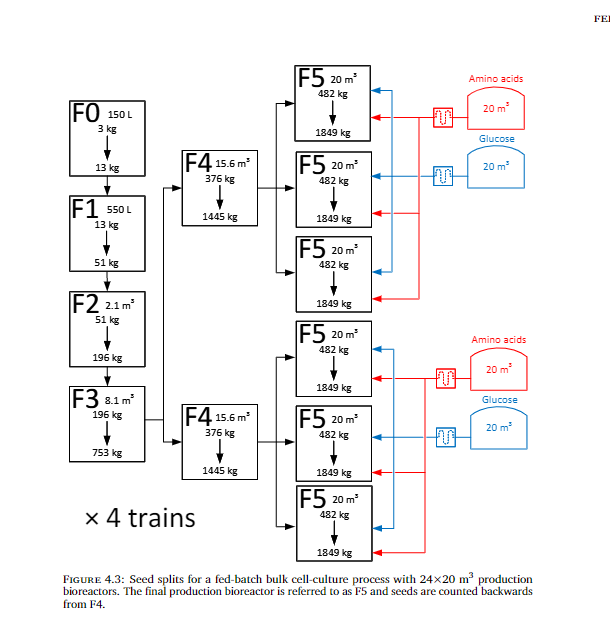 FEI
F0 150 L
3 kg
13 kg
F1 550 L
13 kg
51 kg
F2 2.1 m³
51 kg
196 kg
F3 8.1 m³
196 kg
753 kg
F4 15.6 m³
376 kg
1445 kg
F4 15.6 m³
376 kg
1445 kg
F5 20 m³
482 kg
1849 kg
F5 20 m³
482 kg
1849 kg
F5 20 m³
482 kg
1849 kg
F5 20 m³
482 kg
1849 kg
F5 20 m³
482 kg
1849 kg
F5 20 m³
482 kg
1849 kg
Amino acids
20 m³
Glucose
20 m³
Amino acids
20 m³
Glucose
20 m³
× 4 trains
FIGURE 4.3: Seed splits for a fed-batch bulk cell-culture process with 24×20 m³ production
bioreactors. The final production bioreactor is referred to as F5 and seeds are counted backwards
from F4.